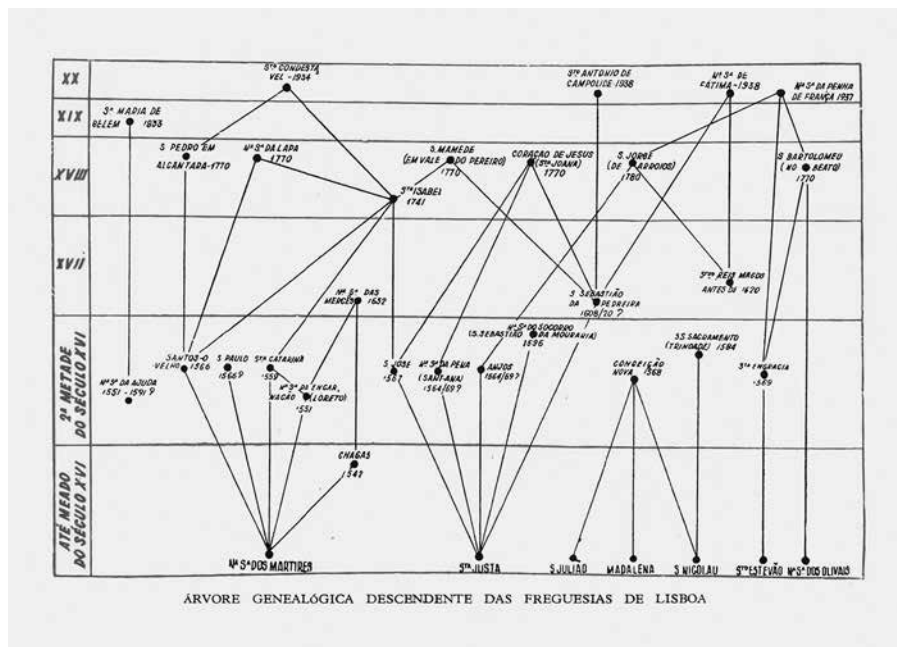 XX
STO CONDESTÁ
VEL - 1934
STO ANTONIO DE
CAMPOLIDE - 1938
Nª Sª DE
FATIMA - 1938
Nª Sª DA PENHA
DE FRANÇA 1937
XIX
Sª MARIA DE
BELEM 1833
XVIII
S PEDRO EM
ALCANTARA - 1770
Nª Sª DA LAPA
1770
S. MAMEDE
(EM VALE DO PEREIRO)
1770
CORAÇÃO DE JESUS
(STA JOANA)
1770
S. JORGE
(DE ARROIOS)
1780
S BARTOLOMEU
(NO BEATO)
1770
STA ISABEL
1741
XVII
Nª Sª DAS
MERCÊS 1652
S SEBASTIÃO
DA PEDREIRA
1608/20 ?
STOS REIS MAGOS
ANTES DE 1620
2ª METADE
DO SÉCULO XVI
Nª Sª DA AJUDA
1551 - 1591 ?
SANTOS-O
VELHO 1566
S PAULO
1566 ?
STA CATARINA
1559
Nª Sª DA ENCAR
NAÇÃO (LORETO)
1551
S. JOSÉ
1567
Nª Sª DA PENA
(SANT-ANA)
1564/69 ?
ANJOS
1564/69 ?
Nª Sª DO SOCORRO
(S. SEBASTIÃO DA MOURARIA)
1596
CONCEIÇÃO
NOVA 1568
SS SACRAMENTO
(TRINDADE) 1584
STA ENGRACIA
1569
ATÉ MEADO
DO SÉCULO XVI
CHAGAS
1542
Nª Sª DOS MARTIRES
STA JUSTA
S JULIÃO
MADALENA
S NICOLAU
STO ESTEVÃO
Nª Sª DOS OLIVAIS
ÁRVORE GENEALÓGICA DESCENDENTE DAS FREGUESIAS DE LISBOA